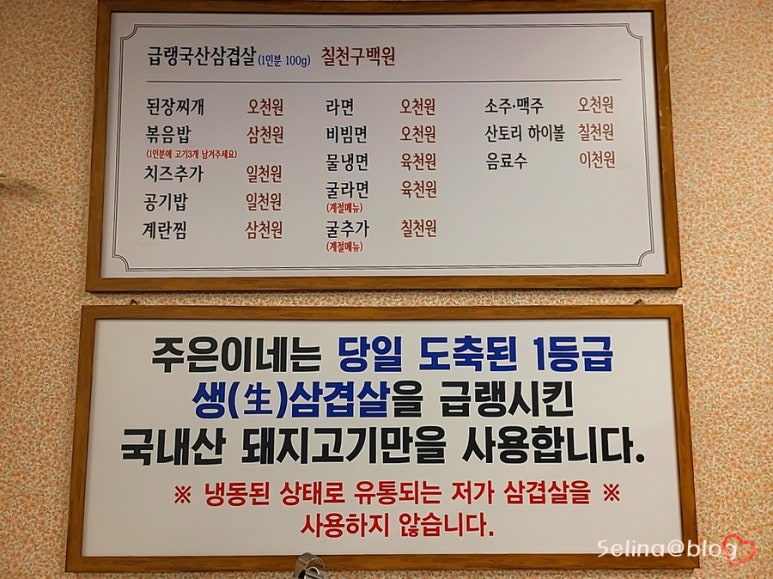 급랭국산삼겹살 (1인분 100g) 칠천구백원
된장찌개 오천원
볶음밥 삼천원
(1인분에 고기3개 남겨주세요)
치즈추가 일천원
공기밥 일천원
계란찜 삼천원
라면 오천원
비빔면 오천원
물냉면 육천원
굴라면 육천원
(계절메뉴)
굴추가 칠천원
(계절메뉴)
소주·맥주 오천원
산토리 하이볼 칠천원
음료수 이천원
주은이네는 당일 도축된 1등급
생(生)삼겹살을 급랭시킨
국내산 돼지고기만을 사용합니다.
※ 냉동된 상태로 유통되는 저가 삼겹살을 ※
사용하지 않습니다.
Selina@blog